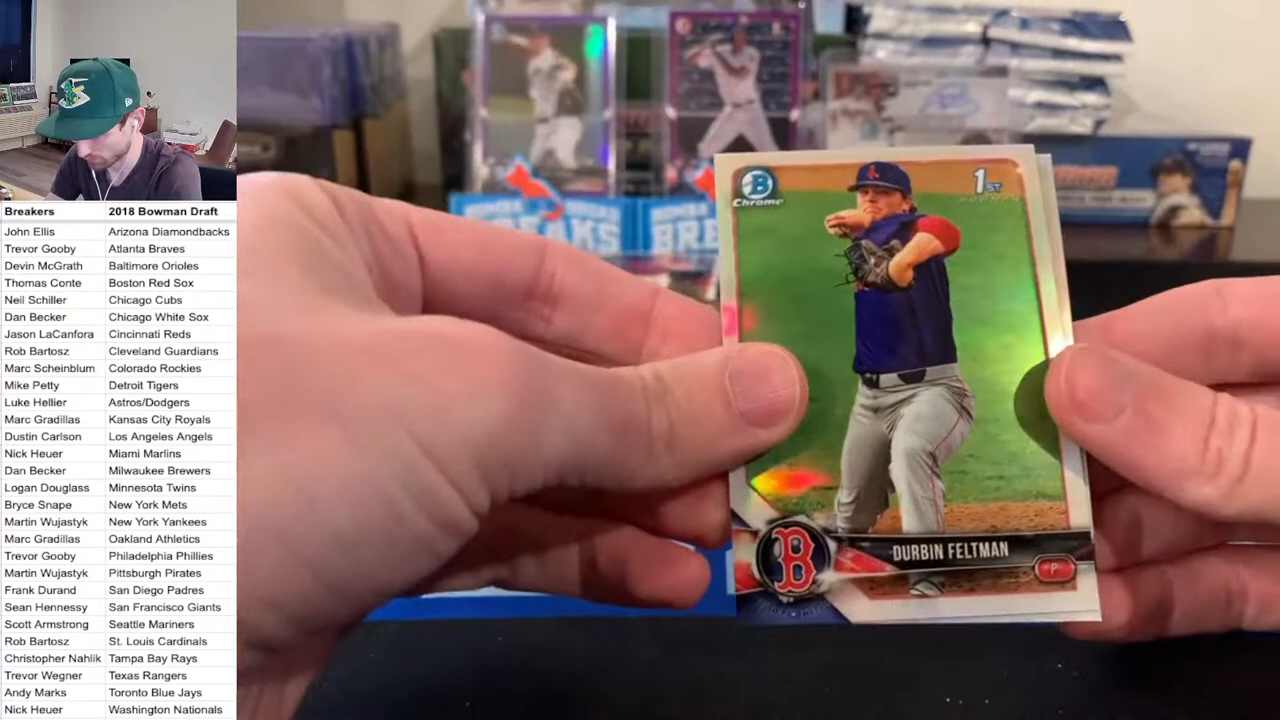 Breakers 2018 Bowman Draft
John Ellis Arizona Diamondbacks
Trevor Gooby Atlanta Braves
Devin McGrath Baltimore Orioles
Thomas Conte Boston Red Sox
Neil Schiller Chicago Cubs
Dan Becker Chicago White Sox
Jason LaCanfora Cincinnati Reds
Rob Bartosz Cleveland Guardians
Marc Scheinblum Colorado Rockies
Mike Petty Detroit Tigers
Luke Hellier Astros/Dodgers
Marc Gradillas Kansas City Royals
Dustin Carlson Los Angeles Angels
Nick Heuer Miami Marlins
Dan Becker Milwaukee Brewers
Logan Douglass Minnesota Twins
Bryce Snape New York Mets
Martin Wujastyk New York Yankees
Marc Gradillas Oakland Athletics
Trevor Gooby Philadelphia Phillies
Martin Wujastyk Pittsburgh Pirates
Frank Durand San Diego Padres
Sean Hennessy San Francisco Giants
Scott Armstrong Seattle Mariners
Rob Bartosz St. Louis Cardinals
Christopher Nahlik Tampa Bay Rays
Trevor Wegner Texas Rangers
Andy Marks Toronto Blue Jays
Nick Heuer Washington Nationals
B
Chrome
1ST
BOWMAN
B
DURBIN FELTMAN
P
BREAKS
BRE